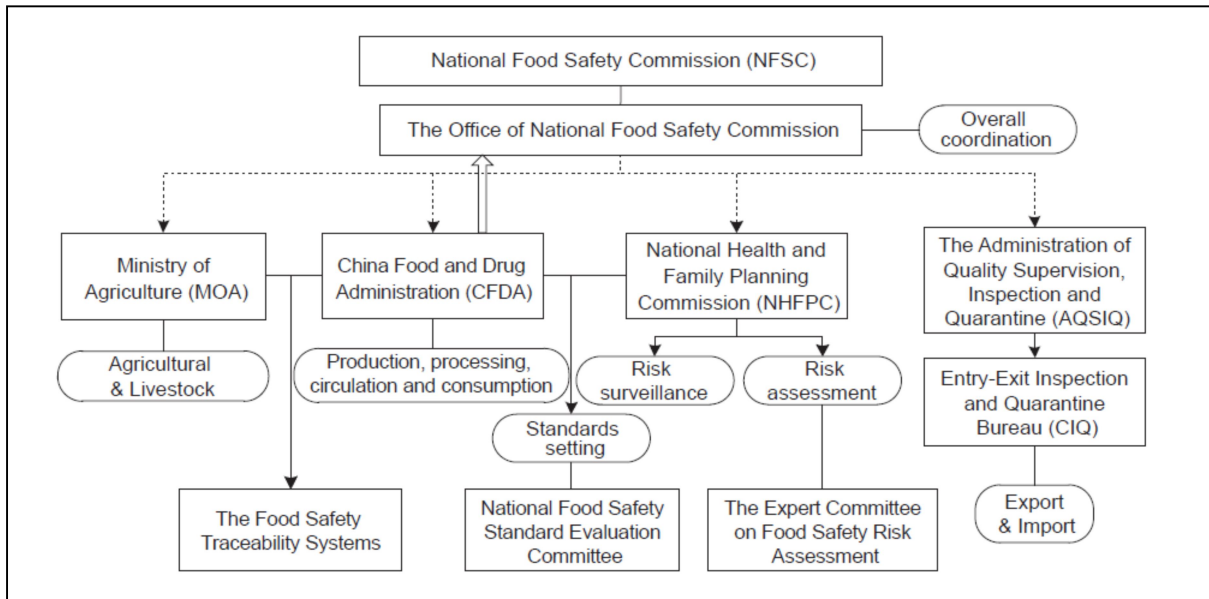 National Food Safety Commission (NFSC)
The Office of National Food Safety Commission
Overall
coordination
Ministry of
Agriculture (MOA)
China Food and Drug
Administration (CFDA)
National Health and
Family Planning
Commission (NHFPC)
The Administration of
Quality Supervision,
Inspection and
Quarantine (AQSIQ)
Agricultural
& Livestock
Production, processing,
circulation and consumption
Risk
surveillance
Risk
assessment
Entry-Exit Inspection
and Quarantine
Bureau (CIQ)
Standards
setting
The Food Safety
Traceability Systems
National Food Safety
Standard Evaluation
Committee
The Expert Committee
on Food Safety Risk
Assessment
Export
& Import